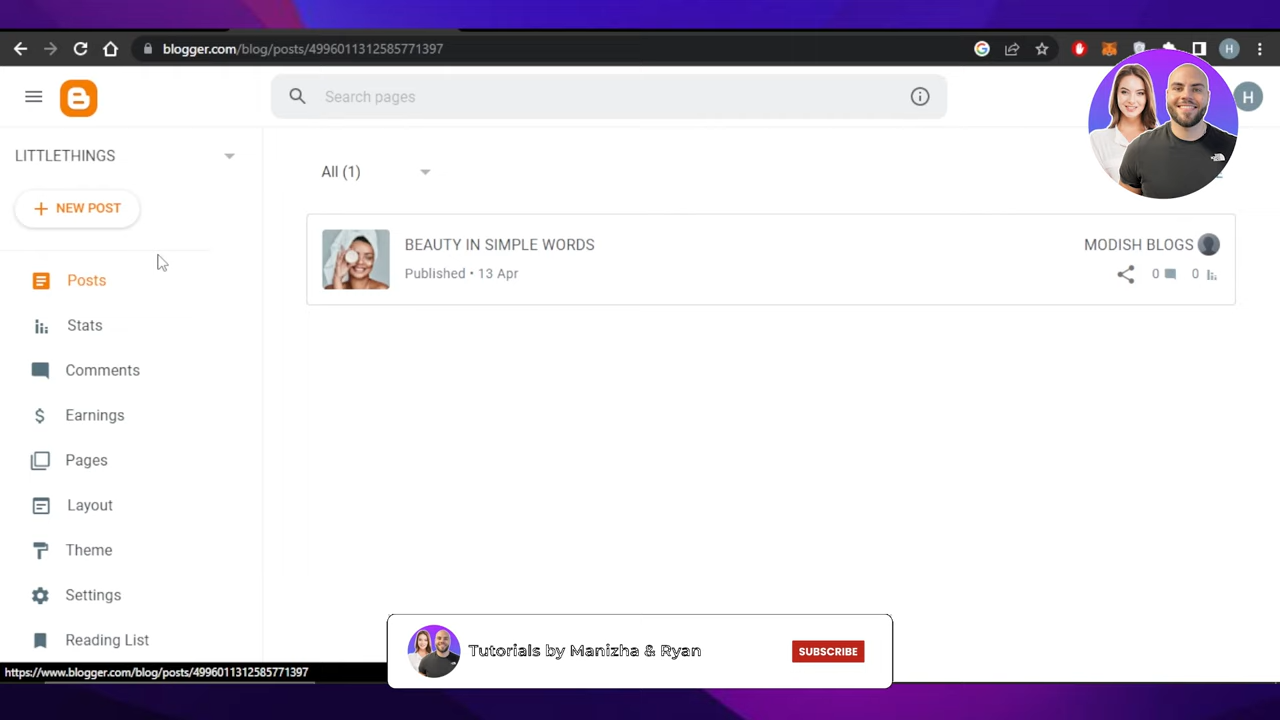 blogger.com/blog/posts/4996011312585771397
H
Search pages
H
LITTLETHINGS
All (1)
NEW POST
BEAUTY IN SIMPLE WORDS
MODISH BLOGS
Published • 13 Apr
0
0
Posts
Stats
Comments
Earnings
Pages
Layout
Theme
Settings
Reading List
Tutorials by Manizha & Ryan
SUBSCRIBE
https://www.blogger.com/blog/posts/4996011312585771397